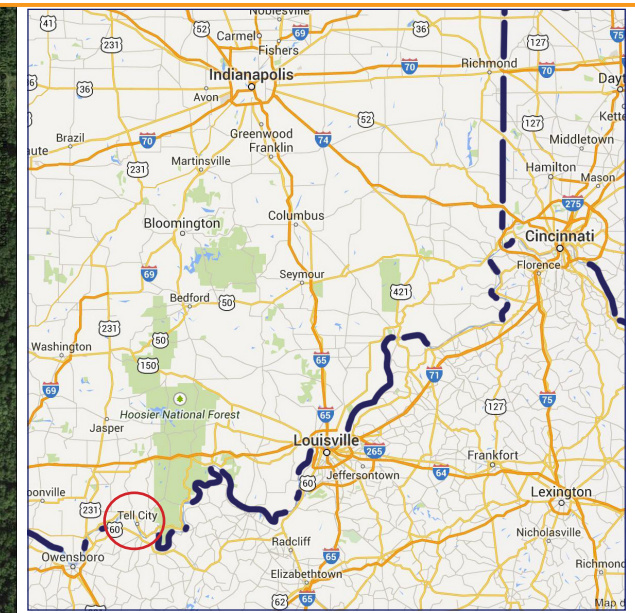 Noblesville
41
52
Carmel
69
36
127
75
231
Fishers
Richmond
Indianapolis
70
70
Dayt
36
Avon
Kette
Greenwood
52
127
Brazil
70
Franklin
74
Middletown
231
Martinsville
Hamilton
Mason
275
Columbus
Bloomington
Cincinnati
Florence
69
Seymour
421
Bedford
50
231
50
Washington
65
150
71
69
75
Hoosier National Forest
127
Jasper
65
Louisville
265
Frankfort
Jeffersontown
64
60
Lexington
231
Tell City
60
Nicholasville
Radcliff
65
Owensboro
Richmond
Elizabethtown
62
65
Map d